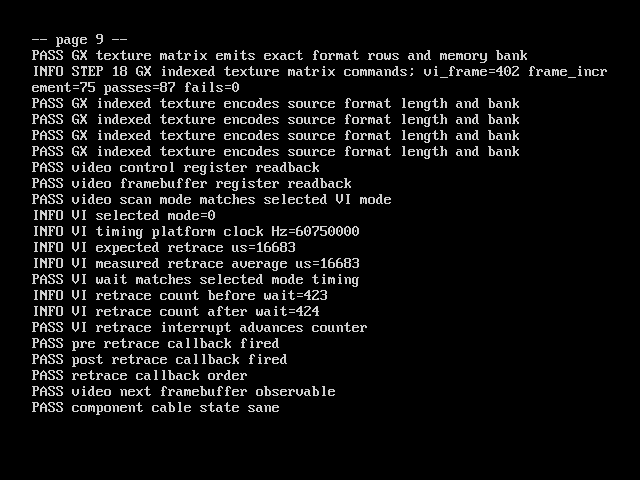 -- page 9 --
PASS GX texture matrix emits exact format rows and memory bank
INFO STEP 18 GX indexed texture matrix commands; vi_frame=402 frame_incr
ement=75 passes=87 fails=0
PASS GX indexed texture encodes source format length and bank
PASS GX indexed texture encodes source format length and bank
PASS GX indexed texture encodes source format length and bank
PASS GX indexed texture encodes source format length and bank
PASS video control register readback
PASS video framebuffer register readback
PASS video scan mode matches selected VI mode
INFO VI selected mode=0
INFO VI timing platform clock Hz=60750000
INFO VI expected retrace us=16683
INFO VI measured retrace average us=16683
PASS VI wait matches selected mode timing
INFO VI retrace count before wait=423
INFO VI retrace count after wait=424
PASS VI retrace interrupt advances counter
PASS pre retrace callback fired
PASS post retrace callback fired
PASS retrace callback order
PASS video next framebuffer observable
PASS component cable state sane